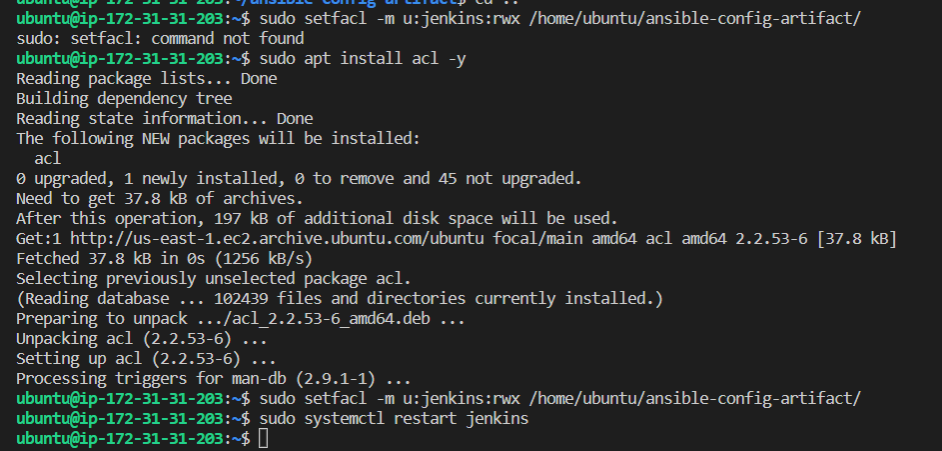 ubuntu@ip-172-31-31-203:~/ansible-config-artifact$ cd ..
ubuntu@ip-172-31-31-203:~$ sudo setfacl -m u:jenkins:rwx /home/ubuntu/ansible-config-artifact/
sudo: setfacl: command not found
ubuntu@ip-172-31-31-203:~$ sudo apt install acl -y
Reading package lists... Done
Building dependency tree
Reading state information... Done
The following NEW packages will be installed:
  acl
0 upgraded, 1 newly installed, 0 to remove and 45 not upgraded.
Need to get 37.8 kB of archives.
After this operation, 197 kB of additional disk space will be used.
Get:1 http://us-east-1.ec2.archive.ubuntu.com/ubuntu focal/main amd64 acl amd64 2.2.53-6 [37.8 kB]
Fetched 37.8 kB in 0s (1256 kB/s)
Selecting previously unselected package acl.
(Reading database ... 102439 files and directories currently installed.)
Preparing to unpack .../acl_2.2.53-6_amd64.deb ...
Unpacking acl (2.2.53-6) ...
Setting up acl (2.2.53-6) ...
Processing triggers for man-db (2.9.1-1) ...
ubuntu@ip-172-31-31-203:~$ sudo setfacl -m u:jenkins:rwx /home/ubuntu/ansible-config-artifact/
ubuntu@ip-172-31-31-203:~$ sudo systemctl restart jenkins
ubuntu@ip-172-31-31-203:~$